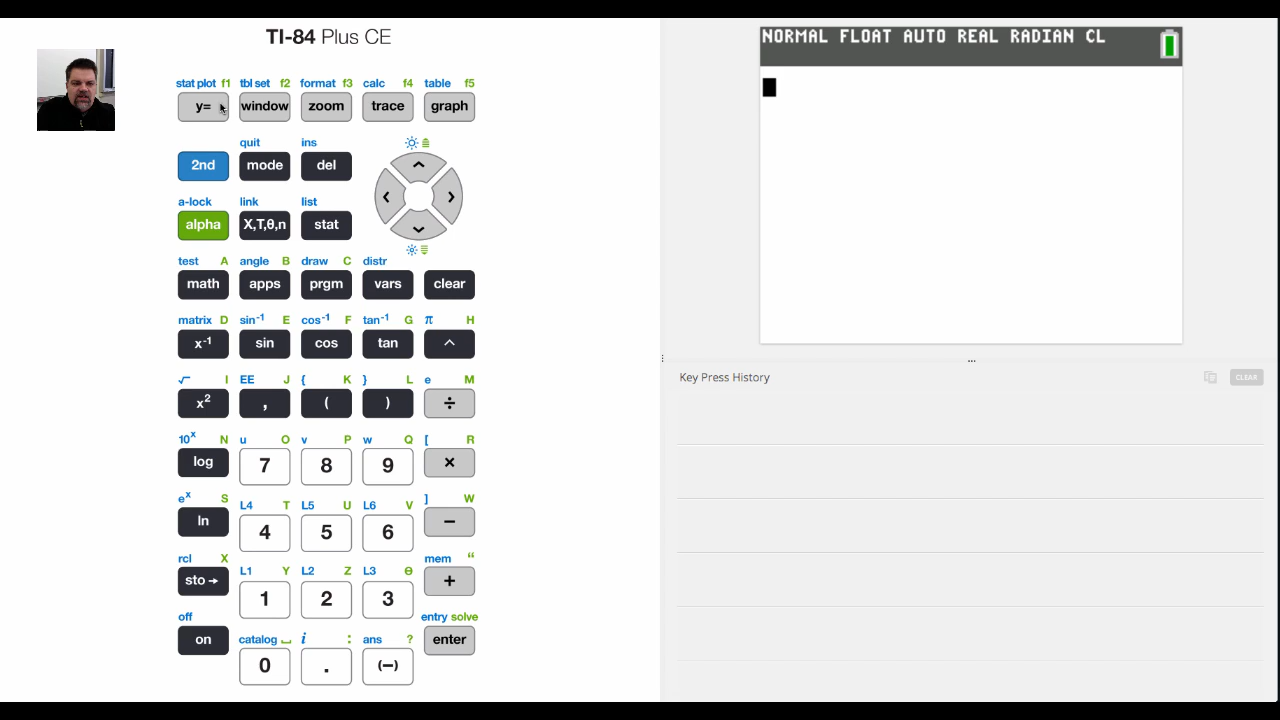 TI-84 Plus CE
NORMAL FLOAT AUTO REAL RADIAN CL
stat plot f1 tbl set f2 format f3 calc f4 table f5
y= window zoom trace graph
quit ins
2nd mode del
a-lock link list
alpha X,T,θ,n stat
test A angle B draw C distr
math apps prgm vars clear
matrix D sin⁻¹ E cos⁻¹ F tan⁻¹ G π H
x⁻¹ sin cos tan ^
√ I EE J { K } L e M
x² , ( ) ÷
10ˣ N u O v P w Q [ R
log 7 8 9 ×
eˣ S L4 T L5 U L6 V ] W
ln 4 5 6 −
rcl X L1 Y L2 Z L3 θ mem “
sto→ 1 2 3 +
off catalog ⎵ i : ans ? entry solve
on 0 . (−) enter
Key Press History
CLEAR